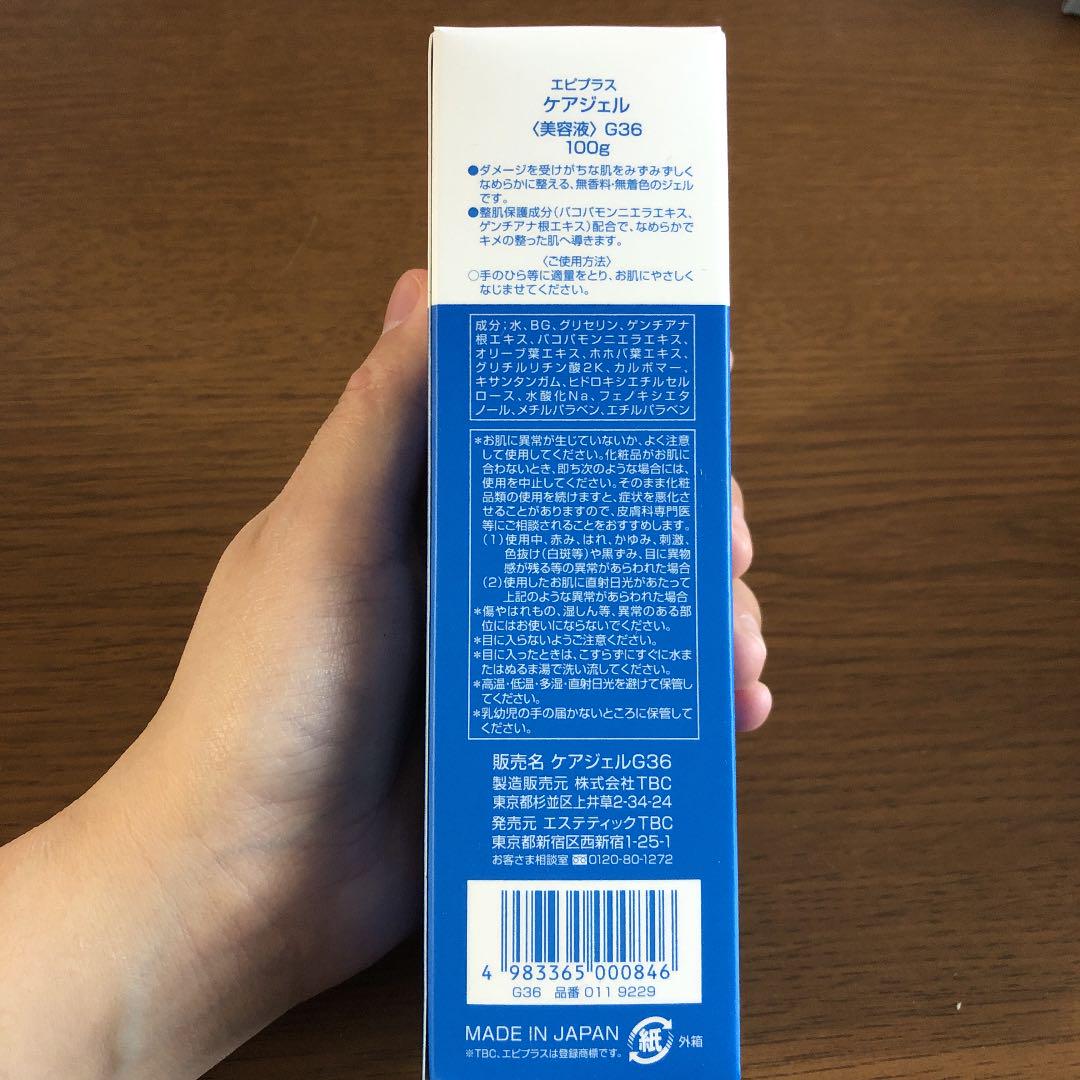 エピプラス
ケアジェル
〈美容液〉G36
100g
●ダメージを受けがちな肌をみずみずしく
なめらかに整える、無香料・無着色のジェル
です。
●整肌保護成分(バコパモンニエラエキス、
ゲンチアナ根エキス)配合で、なめらかで
キメの整った肌へ導きます。
〈ご使用方法〉
○手のひら等に適量をとり、お肌にやさしく
なじませてください。
成分;水、BG、グリセリン、ゲンチアナ
根エキス、バコパモンニエラエキス、
オリーブ葉エキス、ホホバ葉エキス、
グリチルリチン酸2K、カルボマー、
キサンタンガム、ヒドロキシエチルセル
ロース、水酸化Na、フェノキシエタ
ノール、メチルパラベン、エチルパラベン
*お肌に異常が生じていないか、よく注意
して使用してください。化粧品がお肌に
合わないとき、即ち次のような場合には、
使用を中止してください。そのまま化粧
品類の使用を続けますと、症状を悪化さ
せることがありますので、皮膚科専門医
等にご相談されることをおすすめします。
(1)使用中、赤み、はれ、かゆみ、刺激、
色抜け(白斑等)や黒ずみ、目に異物
感が残る等の異常があらわれた場合
(2)使用したお肌に直射日光があたって
上記のような異常があらわれた場合
*傷やはれもの、湿しん等、異常のある部
位にはお使いにならないでください。
*目に入らないようご注意ください。
*目に入ったときは、こすらずにすぐに水ま
たはぬるま湯で洗い流してください。
*高温・低温・多湿・直射日光を避けて保管し
てください。
*乳幼児の手の届かないところに保管して
ください。
販売名 ケアジェルG36
製造販売元 株式会社TBC
東京都杉並区上井草2-34-24
発売元 エステティックTBC
東京都新宿区西新宿1-25-1
お客さま相談室 0120-80-1272
4 983365 000846
G36 品番 011 9229
MADE IN JAPAN 紙 外箱
※TBC、エピプラスは登録商標です。